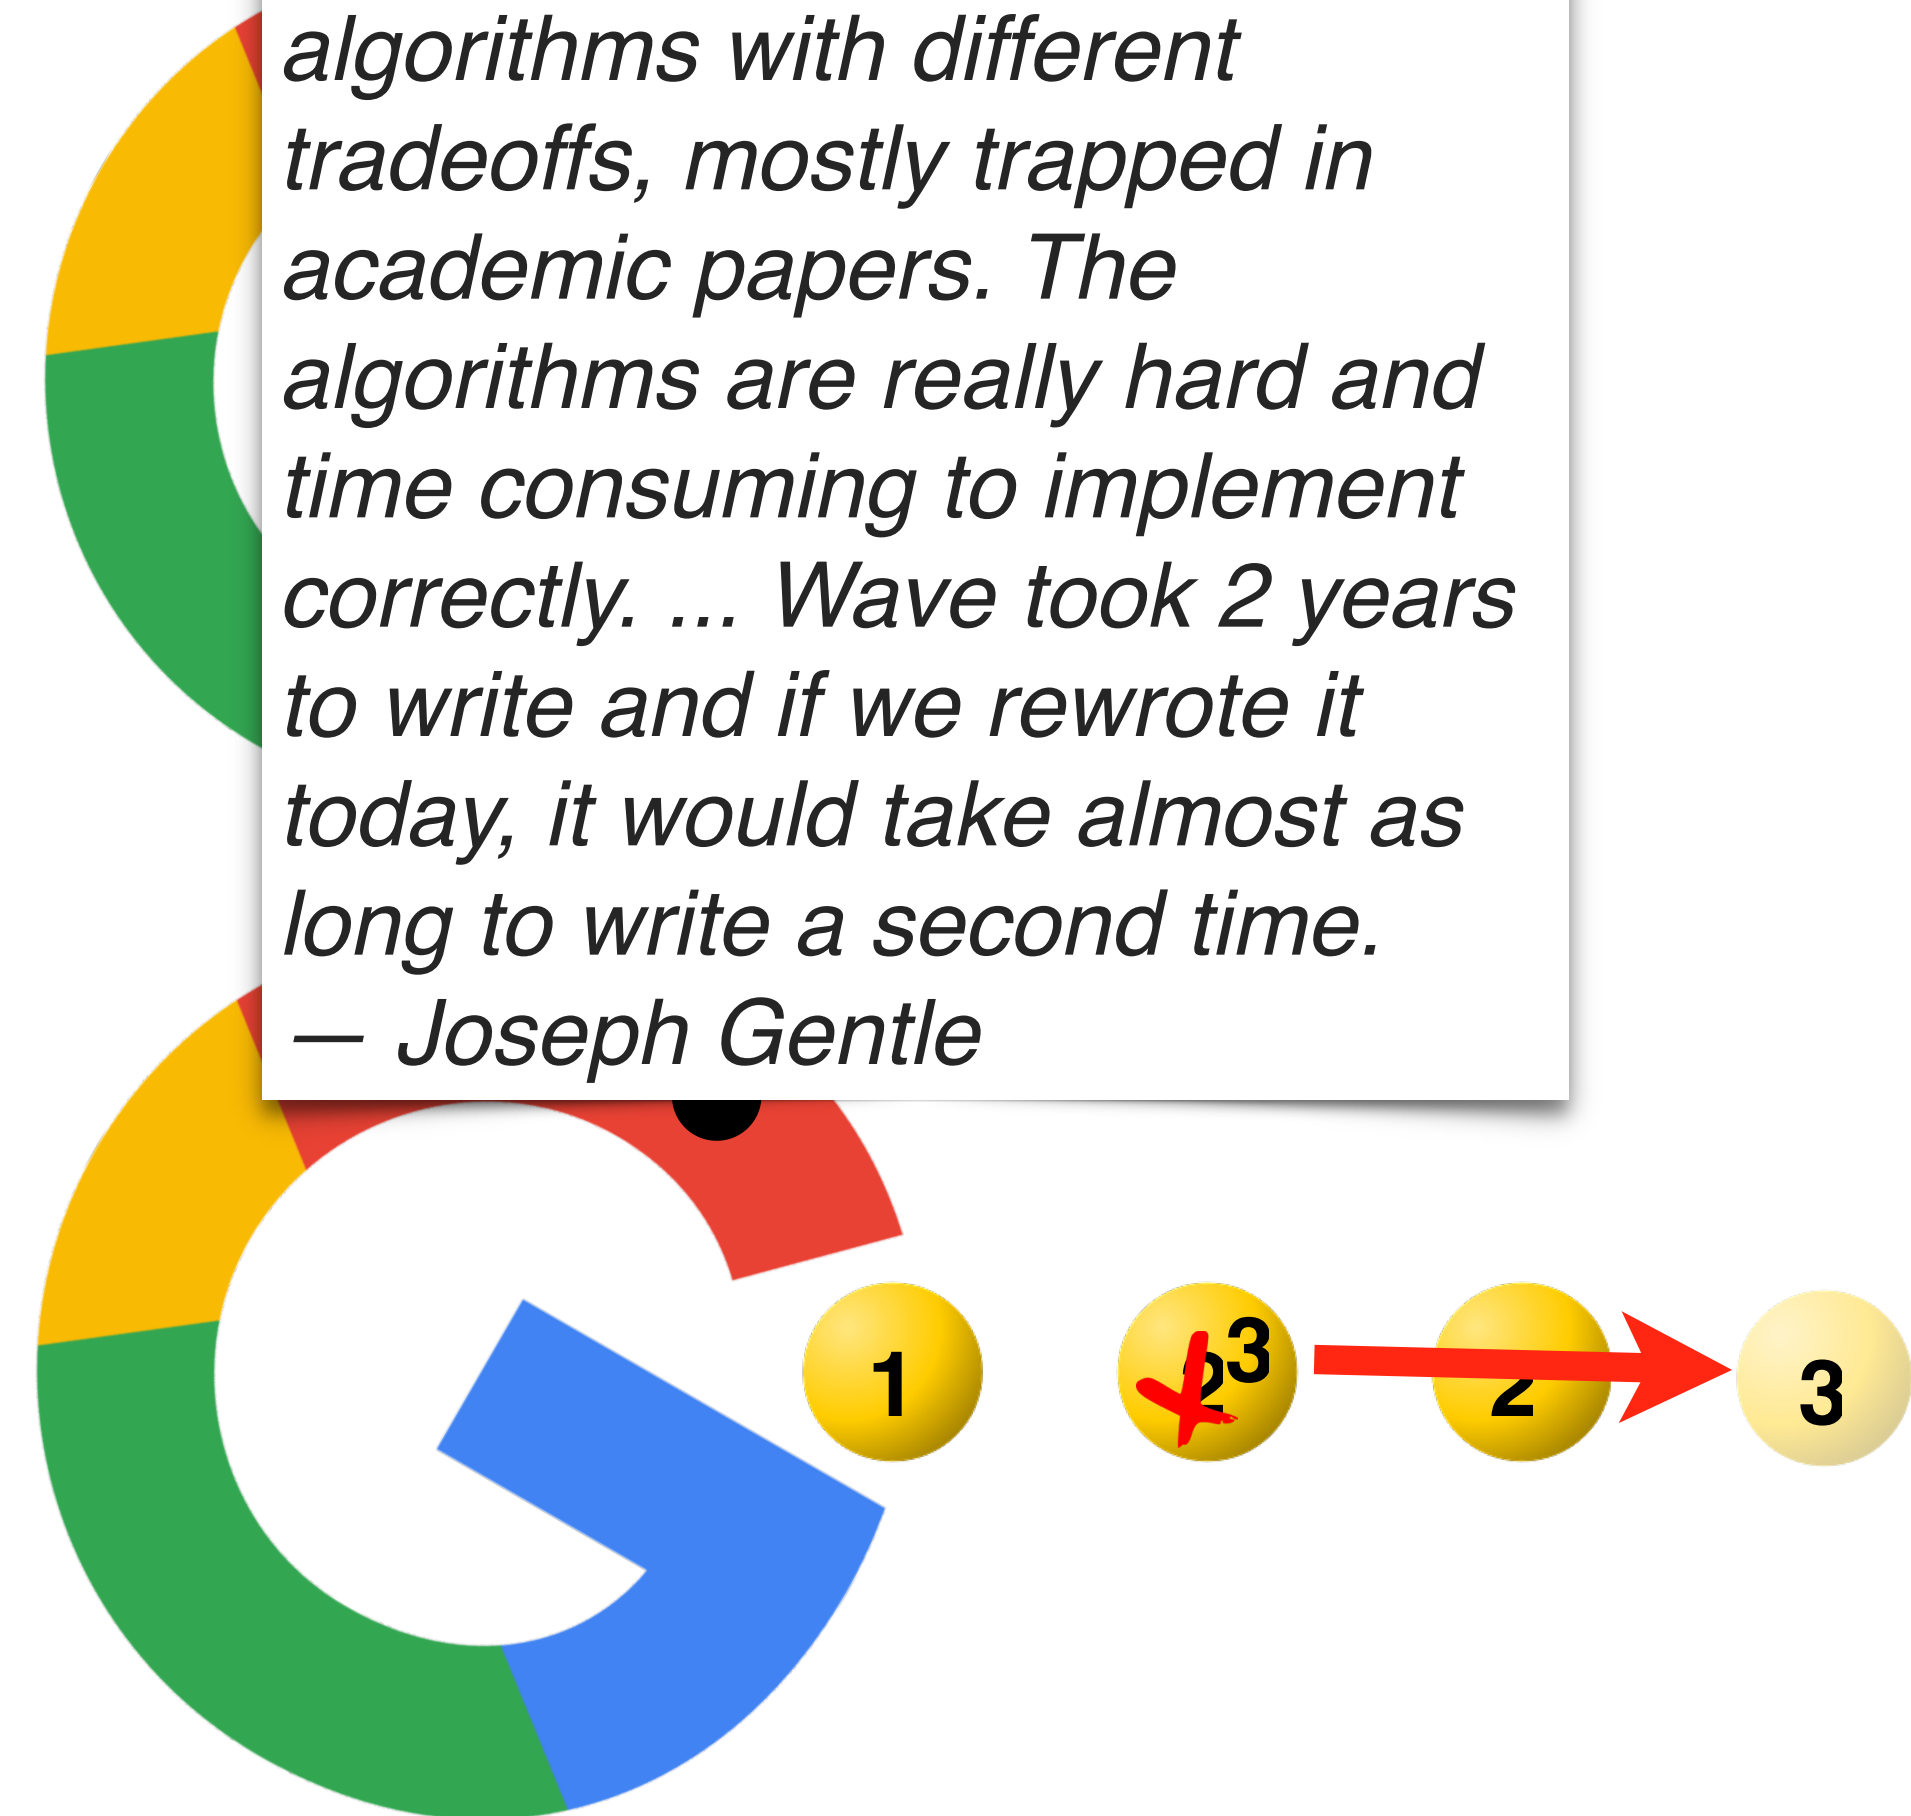 algorithms with different
tradeoffs, mostly trapped in
academic papers. The
algorithms are really hard and
time consuming to implement
correctly. ... Wave took 2 years
to write and if we rewrote it
today, it would take almost as
long to write a second time.
— Joseph Gentle
1 2 3 2 3